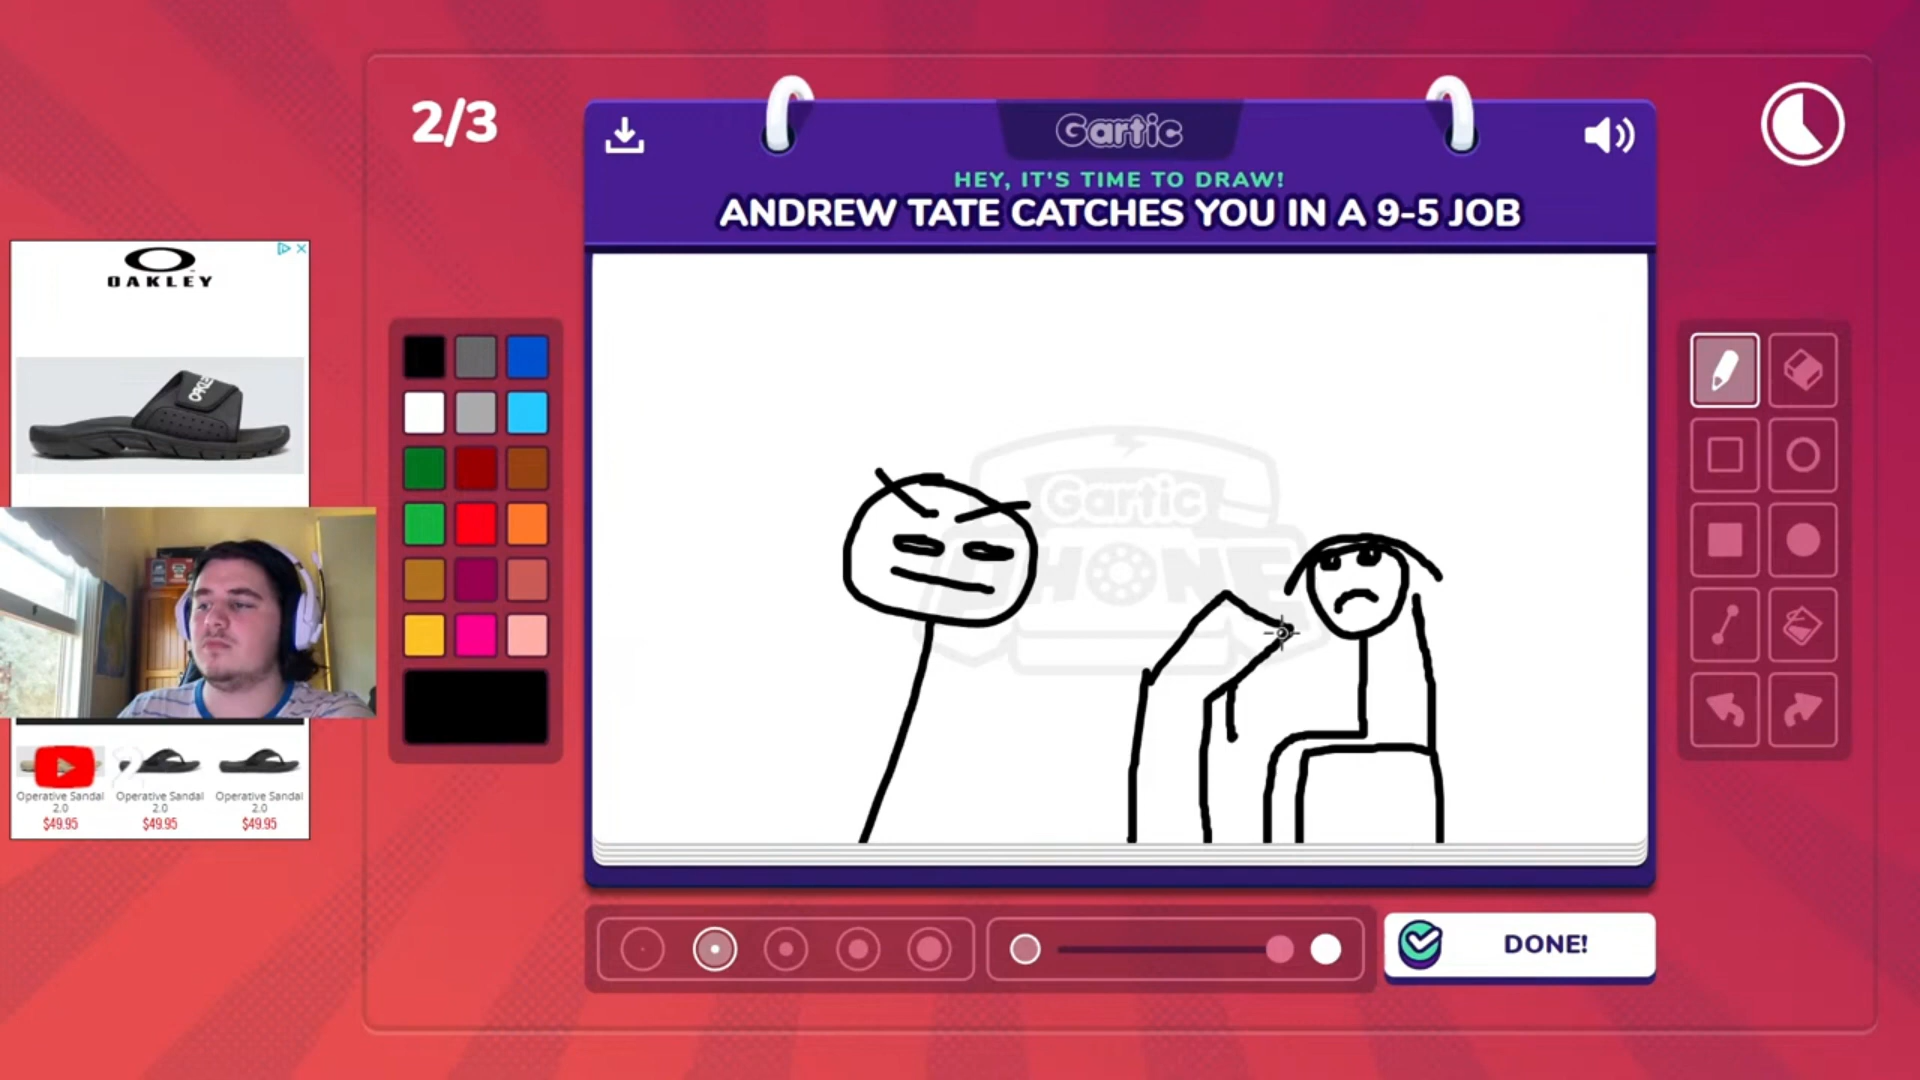 2/3
Gartic
HEY, IT'S TIME TO DRAW!
ANDREW TATE CATCHES YOU IN A 9-5 JOB
OAKLEY
Gartic
PHONE
Operative Sandal 2.0
$49.95
Operative Sandal 2.0
$49.95
Operative Sandal 2.0
$49.95
DONE!